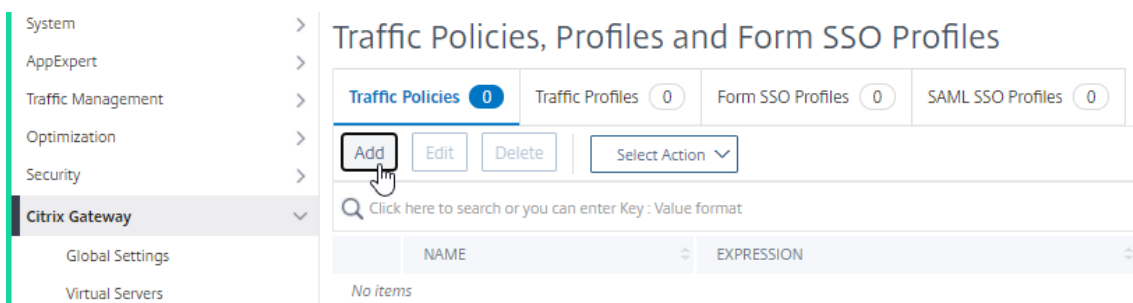 System
AppExpert
Traffic Management
Optimization
Security
Citrix Gateway
Global Settings
Virtual Servers
Traffic Policies, Profiles and Form SSO Profiles
Traffic Policies 0 Traffic Profiles 0 Form SSO Profiles 0 SAML SSO Profiles 0
Add Edit Delete Select Action
Click here to search or you can enter Key : Value format
NAME EXPRESSION
No items